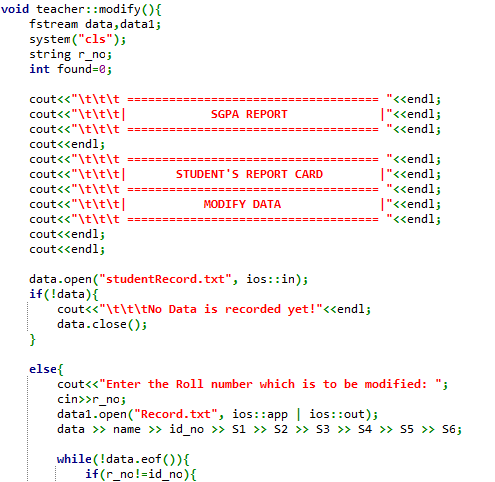 void teacher::modify(){
    fstream data,data1;
    system("cls");
    string r_no;
    int found=0;

    cout<<"\t\t\t ===================================== "<<endl;
    cout<<"\t\t\t|            SGPA REPORT             |"<<endl;
    cout<<"\t\t\t ===================================== "<<endl;
    cout<<endl;
    cout<<"\t\t\t ===================================== "<<endl;
    cout<<"\t\t\t|       STUDENT'S REPORT CARD        |"<<endl;
    cout<<"\t\t\t ===================================== "<<endl;
    cout<<"\t\t\t|           MODIFY DATA              |"<<endl;
    cout<<"\t\t\t ===================================== "<<endl;
    cout<<endl;
    cout<<endl;

    data.open("studentRecord.txt", ios::in);
    if(!data){
        cout<<"\t\t\tNo Data is recorded yet!"<<endl;
        data.close();
    }

    else{
        cout<<"Enter the Roll number which is to be modified: ";
        cin>>r_no;
        data1.open("Record.txt", ios::app | ios::out);
        data >> name >> id_no >> S1 >> S2 >> S3 >> S4 >> S5 >> S6;

        while(!data.eof()){
            if(r_no!=id_no){